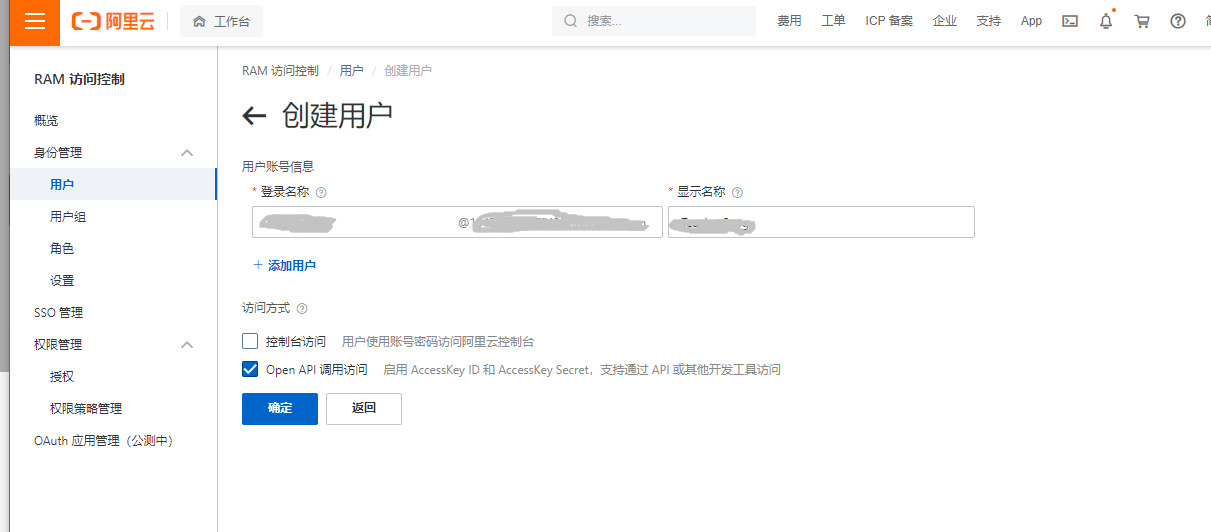 阿里云 工作台 搜索... 费用 工单 ICP 备案 企业 支持 App
RAM 访问控制
概览
身份管理
用户
用户组
角色
设置
SSO 管理
权限管理
授权
权限策略管理
OAuth 应用管理（公测中）
RAM 访问控制 / 用户 / 创建用户
创建用户
用户账号信息
* 登录名称 * 显示名称
+ 添加用户
访问方式
控制台访问 用户使用账号密码访问阿里云控制台
Open API 调用访问 启用 AccessKey ID 和 AccessKey Secret，支持通过 API 或其他开发工具访问
确定 返回